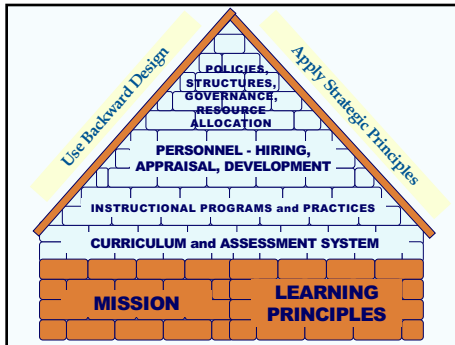 Use Backward Design
Apply Strategic Principles
POLICIES,
STRUCTURES,
GOVERNANCE,
RESOURCE
ALLOCATION
PERSONNEL - HIRING,
APPRAISAL, DEVELOPMENT
INSTRUCTIONAL PROGRAMS and PRACTICES
CURRICULUM and ASSESSMENT SYSTEM
MISSION
LEARNING
PRINCIPLES